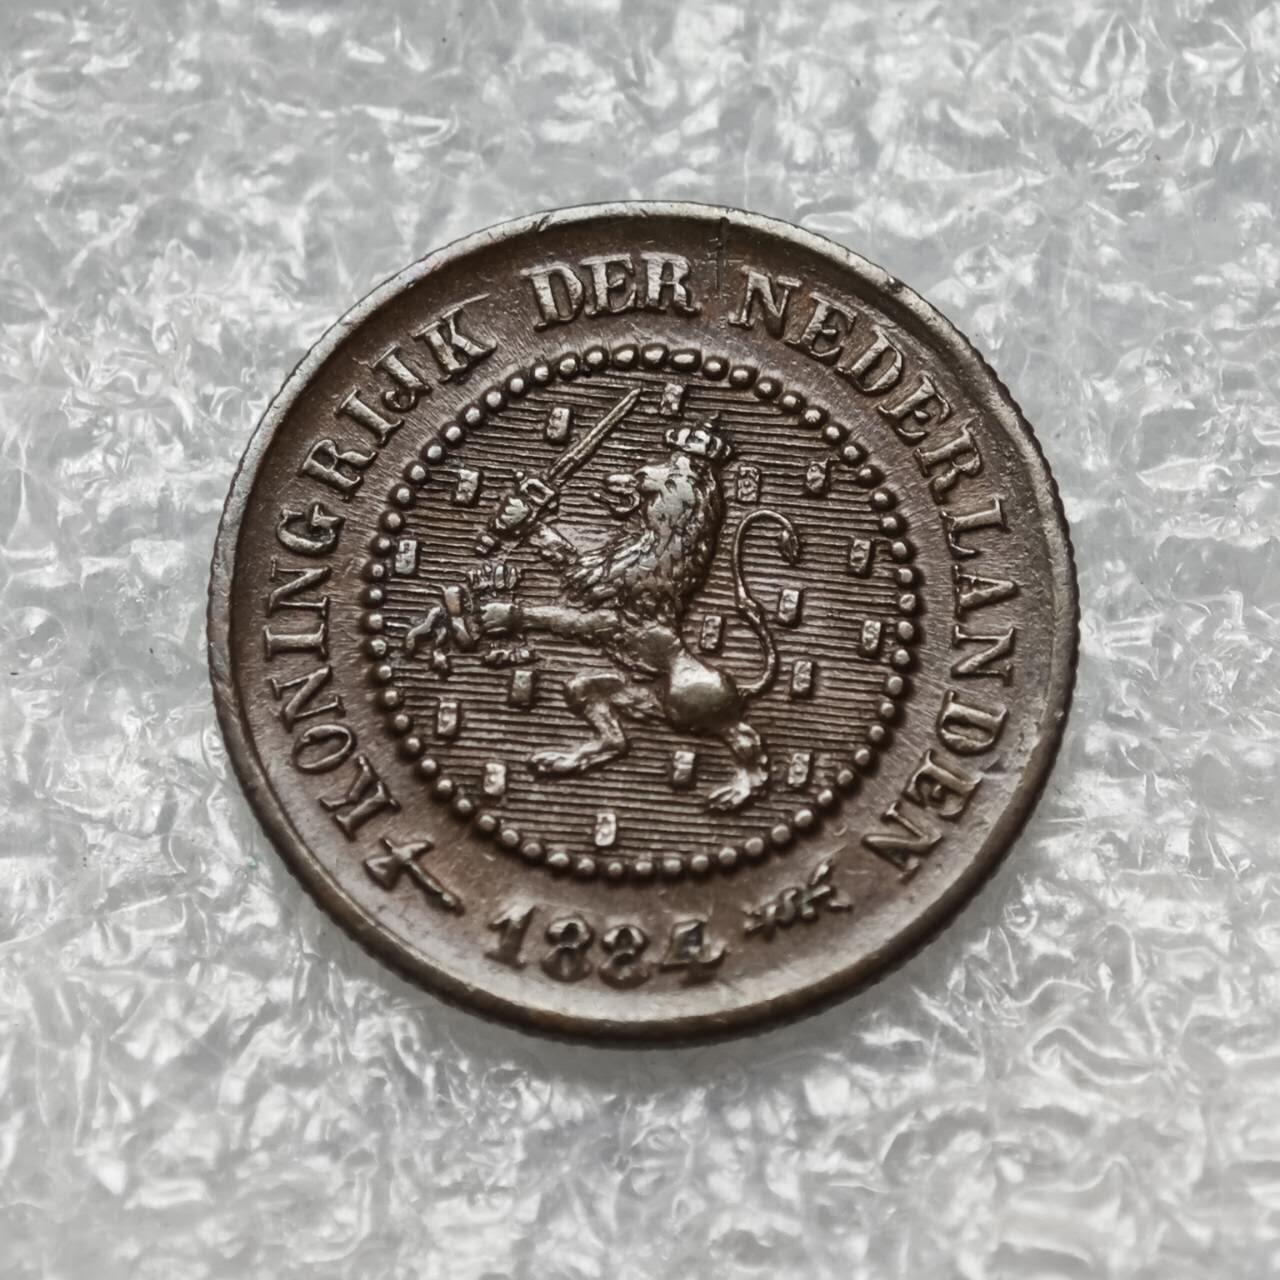 KONINGRIJK DER NEDERLANDEN
1884